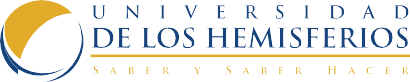 UNIVERSIDAD
DE LOS HEMISFERIOS
SABER Y SABER HACER